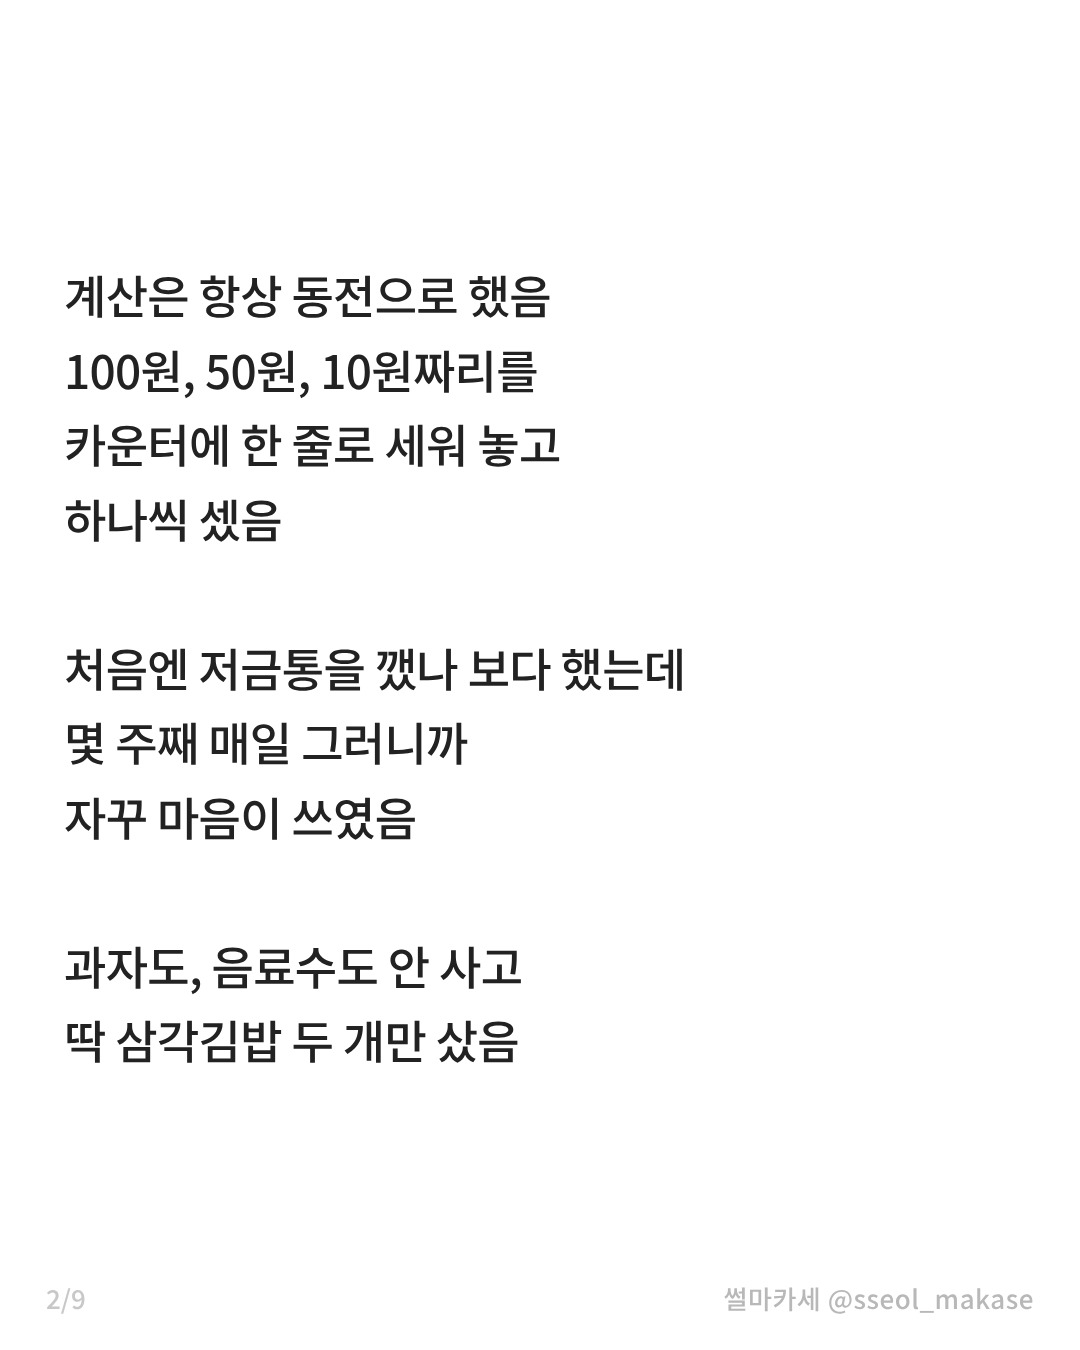 계산은 항상 동전으로 했음
100원, 50원, 10원짜리를
카운터에 한 줄로 세워 놓고
하나씩 셌음
처음엔 저금통을 깼나 보다 했는데
몇 주째 매일 그러니까
자꾸 마음이 쓰였음
과자도, 음료수도 안 사고
딱 삼각김밥 두 개만 샀음
2/9
썰마카세 @sseol_makase